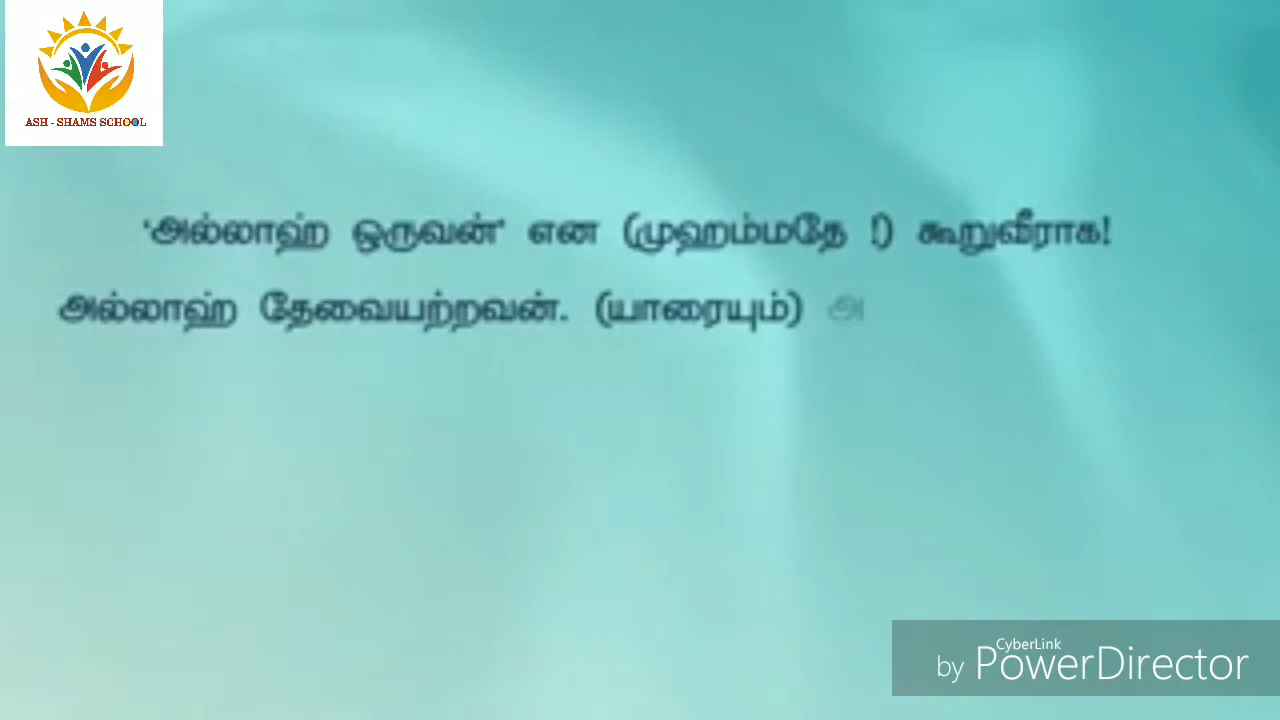 ASH - SHAMS SCHOOL
'அல்லாஹ் ஒருவன்' என (முஹம்மதே !) கூறுவீராக!
அல்லாஹ் தேவையற்றவன். (யாரையும்) அ
CyberLink
by PowerDirector